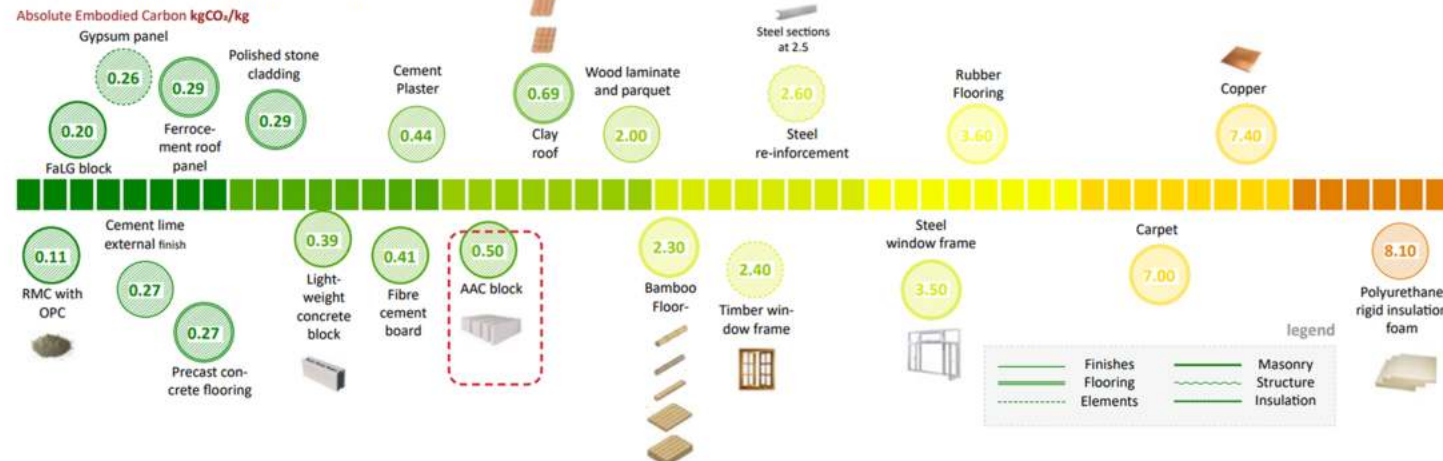 Absolute Embodied Carbon kgCO₂/kg
Gypsum panel
0.26
0.20
FaLG block
0.29
Ferroce-
ment roof
panel
Polished stone
cladding
0.29
Cement
Plaster
0.44
0.69
Clay
roof
Wood laminate
and parquet
2.00
Steel sections
at 2.5
2.60
Steel
re-inforcement
Rubber
Flooring
3.60
Copper
7.40
0.11
RMC with
OPC
Cement lime
external finish
0.27
0.27
Precast con-
crete flooring
0.39
Light-
weight
concrete
block
0.41
Fibre
cement
board
0.50
AAC block
2.30
Bamboo
Floor-
2.40
Timber win-
dow frame
Steel
window frame
3.50
Carpet
7.00
8.10
Polyurethane
rigid insulation
foam
legend
Finishes
Flooring
Elements
Masonry
Structure
Insulation